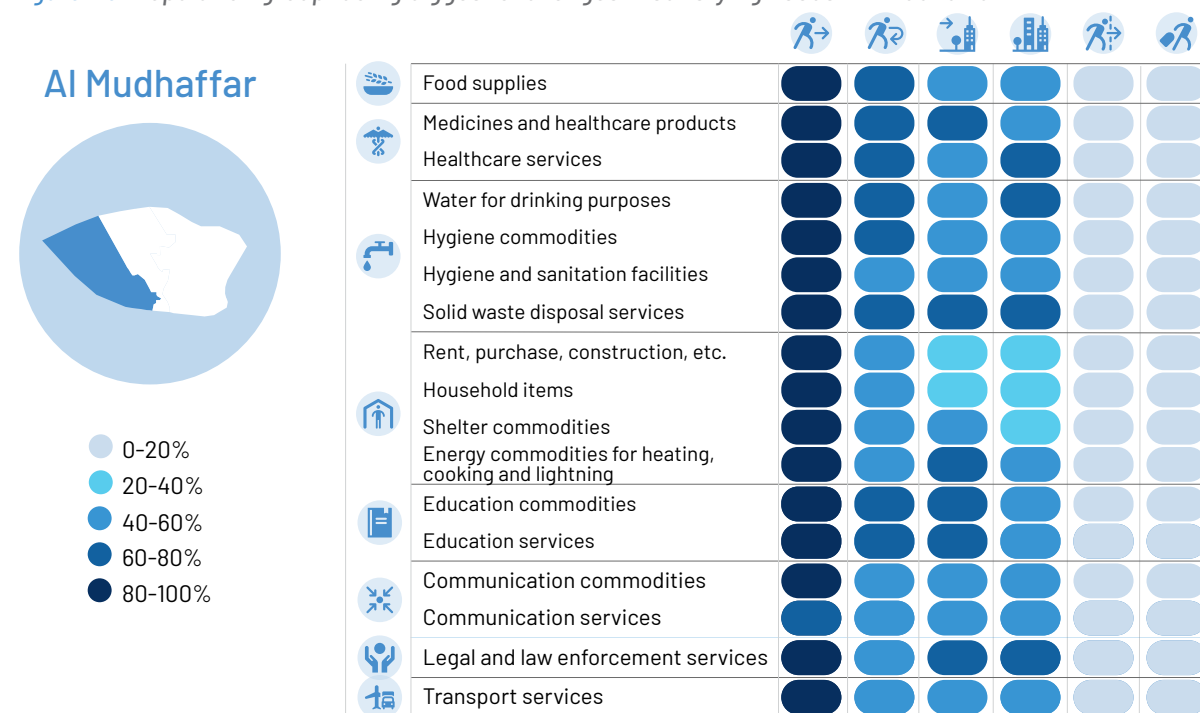 Al Mudhaffar
0-20%
20-40%
40-60%
60-80%
80-100%
Food supplies
Medicines and healthcare products
Healthcare services
Water for drinking purposes
Hygiene commodities
Hygiene and sanitation facilities
Solid waste disposal services
Rent, purchase, construction, etc.
Household items
Shelter commodities
Energy commodities for heating,
cooking and lightning
Education commodities
Education services
Communication commodities
Communication services
Legal and law enforcement services
Transport services